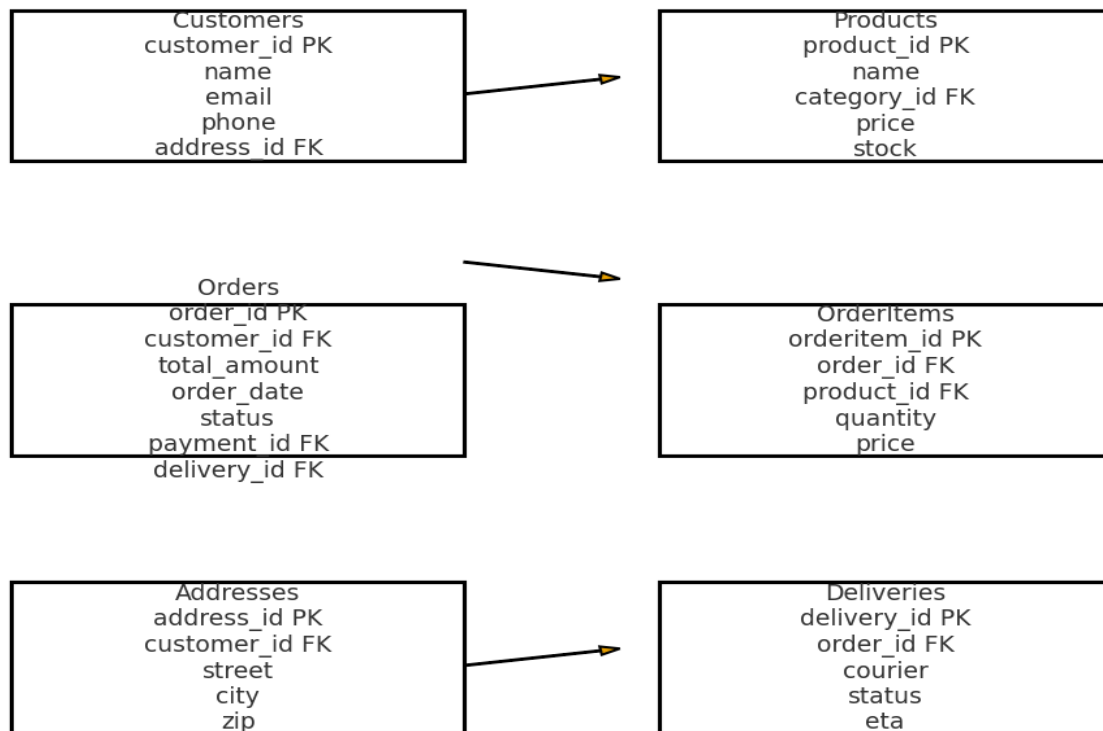 Customers
customer_id PK
name
email
phone
address_id FK
Products
product_id PK
name
category_id FK
price
stock
Orders
order_id PK
customer_id FK
total_amount
order_date
status
payment_id FK
delivery_id FK
OrderItems
orderitem_id PK
order_id FK
product_id FK
quantity
price
Addresses
address_id PK
customer_id FK
street
city
zip
Deliveries
delivery_id PK
order_id FK
courier
status
eta